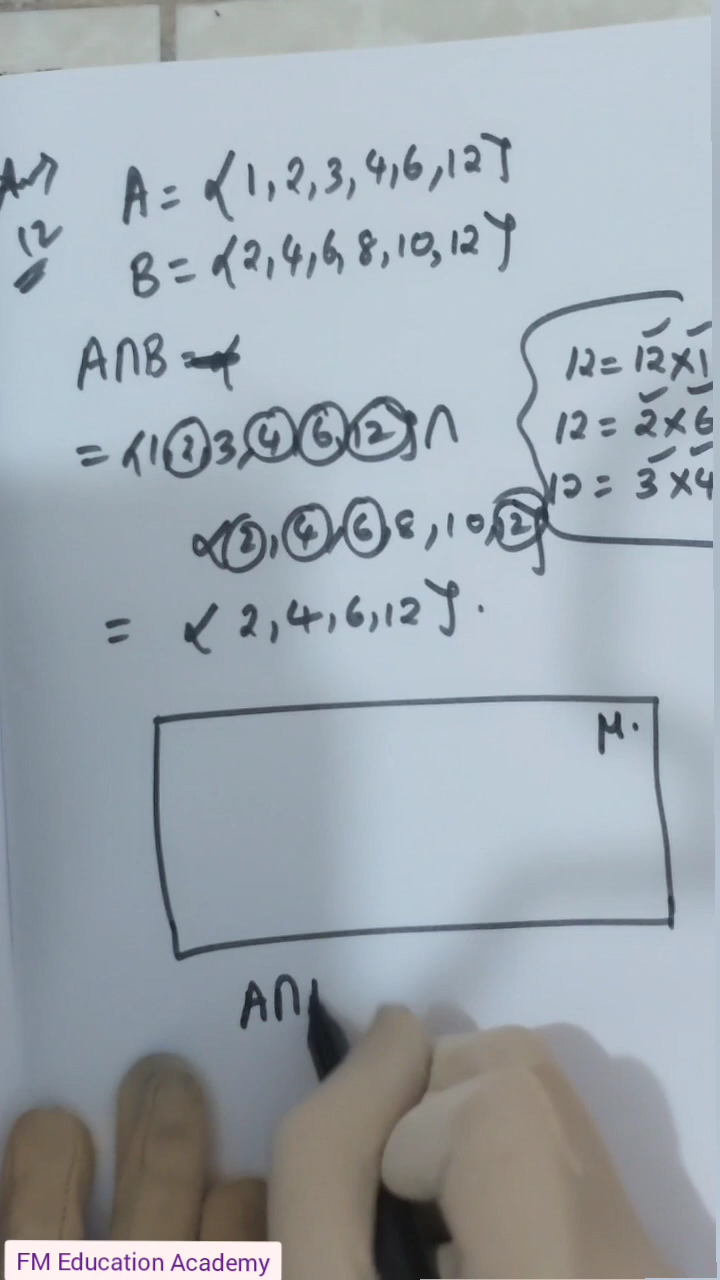 Ans
12
A = {1, 2, 3, 4, 6, 12}
B = {2, 4, 6, 8, 10, 12}
A∩B =
= {1 2, 3, 4 6, 12} ∩
{2, 4, 6, 8, 10, 12}
= {2, 4, 6, 12}.
12 = 12 × 1
12 = 2 × 6
12 = 3 × 4
μ.
A∩
FM Education Academy